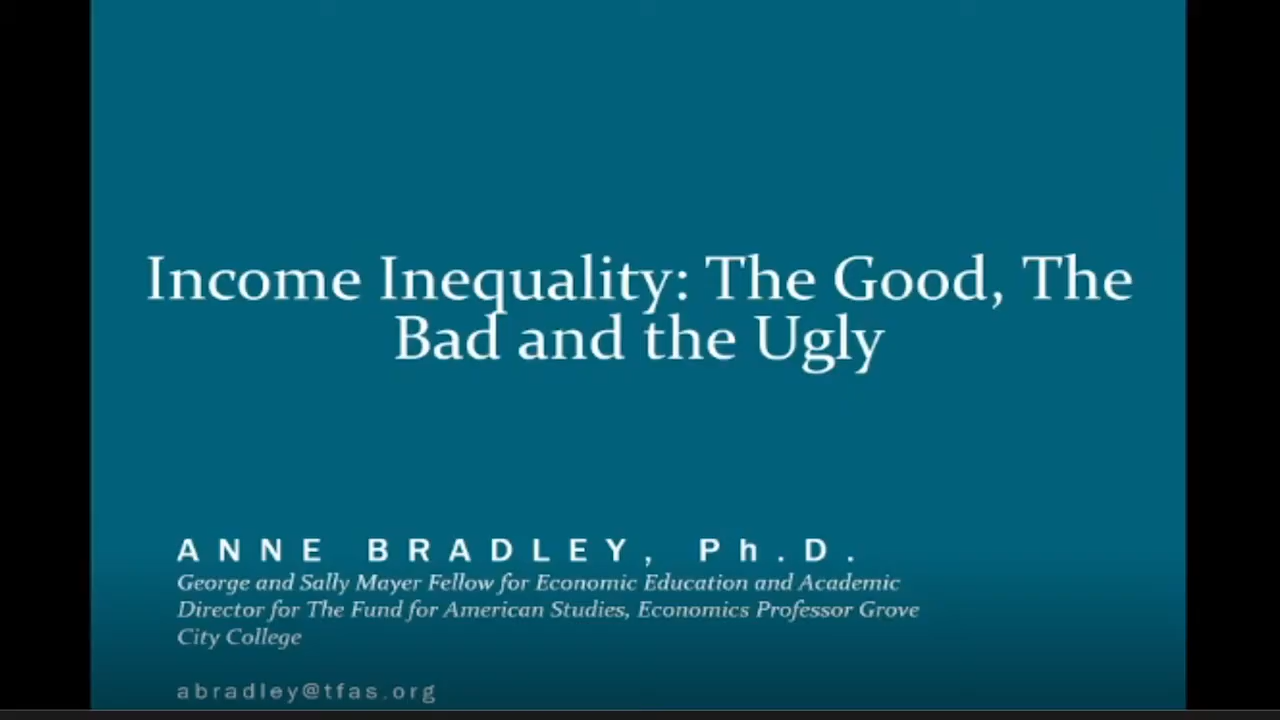 Income Inequality: The Good, The
Bad and the Ugly
ANNE BRADLEY, Ph.D.
George and Sally Mayer Fellow for Economic Education and Academic
Director for The Fund for American Studies, Economics Professor Grove
City College
abradley@tfas.org